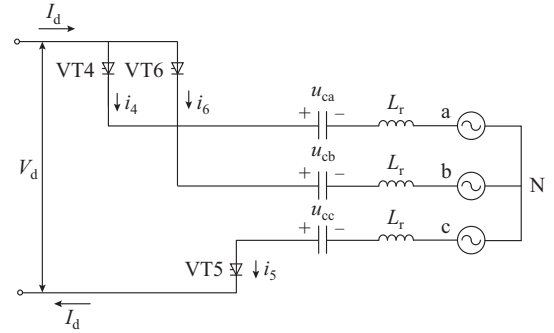 I_d
VT4 VT6
i_4 i_6
V_d
+ u_ca −
L_r
a
+ u_cb −
L_r
b
N
+ u_cc −
L_r
c
VT5
i_5
I_d